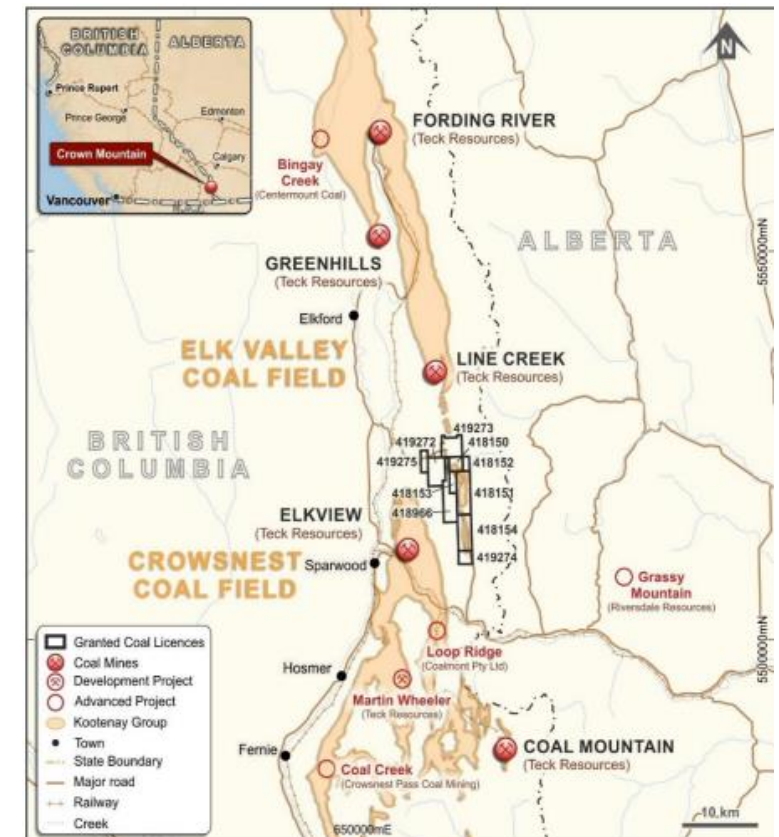 BRITISH
COLUMBIA
ALBERTA
Prince Rupert
Prince George
Edmonton
Crown Mountain
Calgary
Vancouver
N
FORDING RIVER
(Teck Resources)
Bingay
Creek
(Centermount Coal)
ALBERTA
GREENHILLS
(Teck Resources)
5550000mN
Elkford
ELK VALLEY
COAL FIELD
LINE CREEK
(Teck Resources)
BRITISH
COLUMBIA
419273
419272
418150
419275
418152
418153
418151
418966
418154
419274
ELKVIEW
(Teck Resources)
CROWSNEST
COAL FIELD
Sparwood
Grassy
Mountain
(Riversdale Resources)
Loop Ridge
(Coalmont Pty Ltd)
5500000mN
Hosmer
Martin Wheeler
(Teck Resources)
Fernie
COAL MOUNTAIN
(Teck Resources)
Coal Creek
(Crowsnest Pass Coal Mining)
650000mE
10 km
Granted Coal Licences
Coal Mines
Development Project
Advanced Project
Kootenay Group
Town
State Boundary
Major road
Railway
Creek